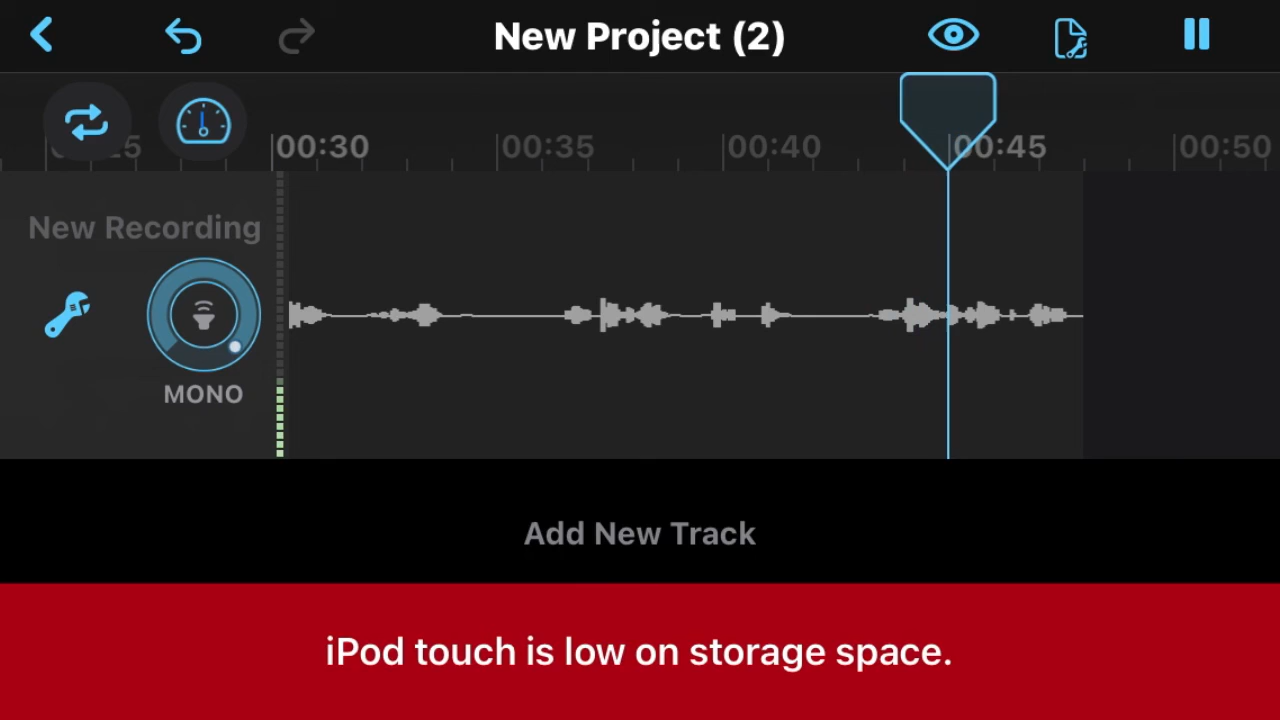 New Project (2)
00:30
00:35
00:40
00:45
00:50
New Recording
MONO
Add New Track
iPod touch is low on storage space.